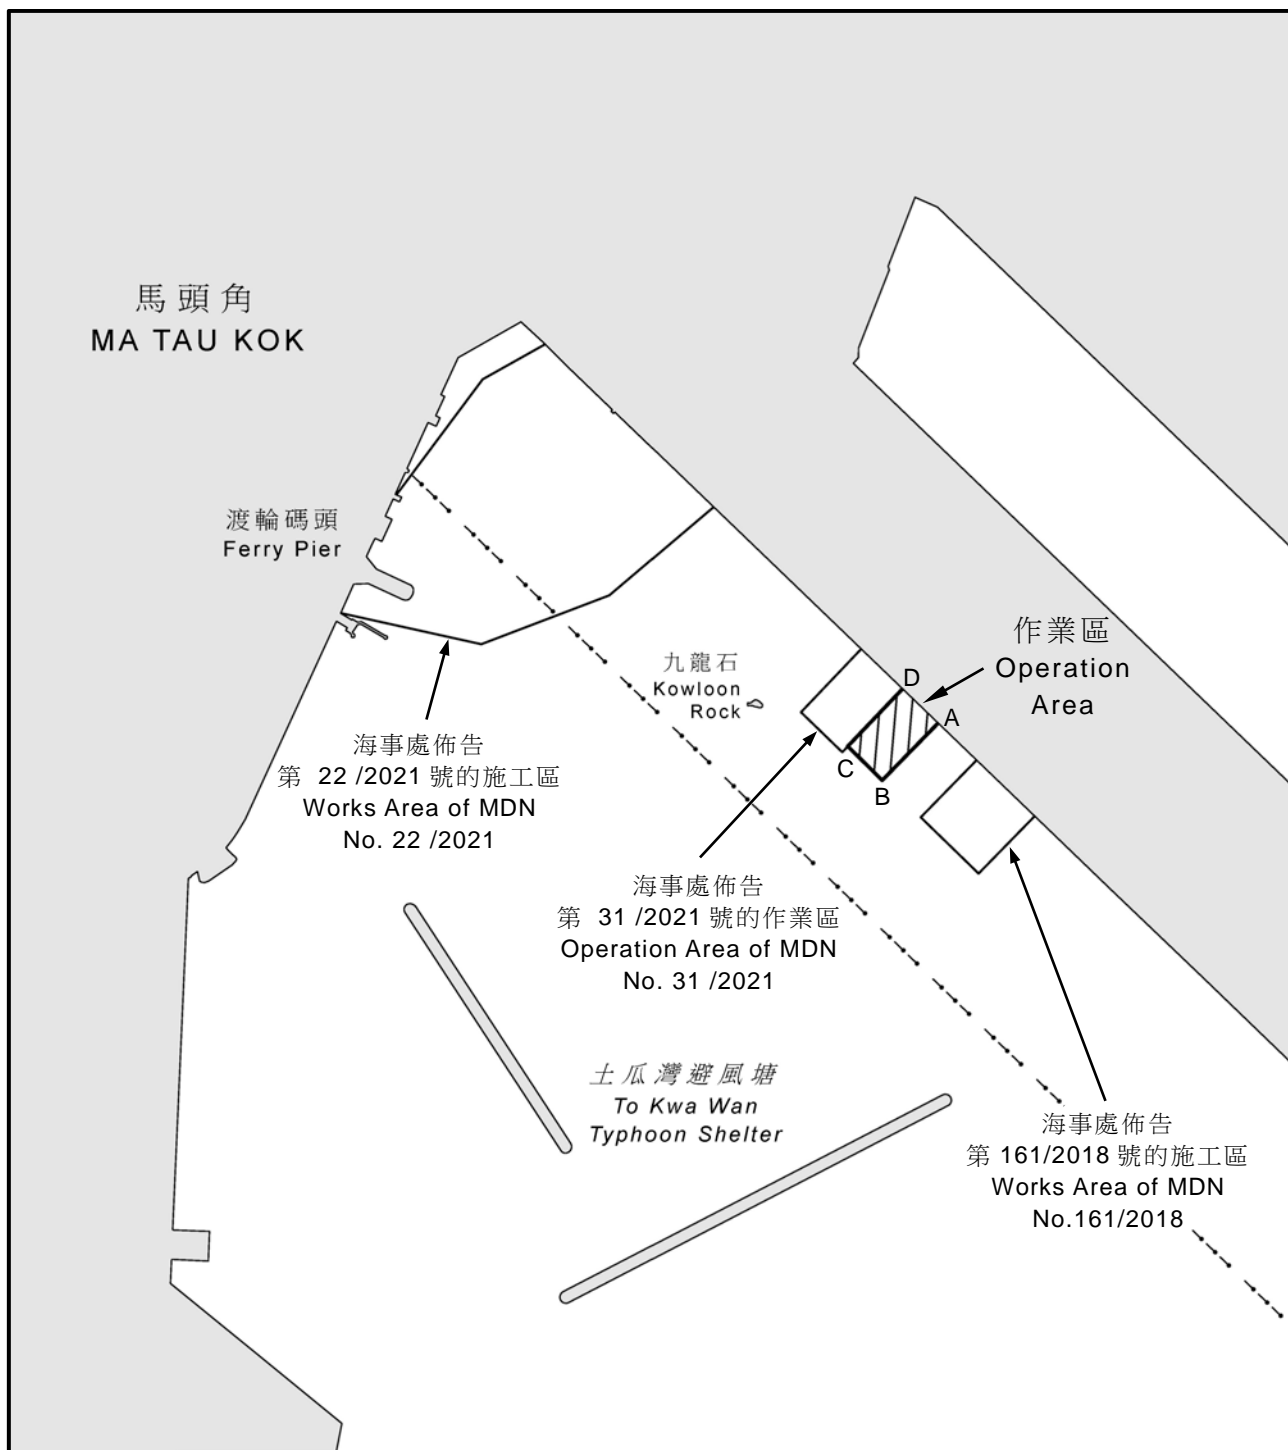 馬頭角
MA TAU KOK
渡輪碼頭
Ferry Pier
作業區
Operation
Area
九龍石
Kowloon
Rock
D
A
C
B
海事處佈告
第 22 /2021 號的施工區
Works Area of MDN
No. 22 /2021
海事處佈告
第 31 /2021 號的作業區
Operation Area of MDN
No. 31 /2021
土瓜灣避風塘
To Kwa Wan
Typhoon Shelter
海事處佈告
第 161/2018 號的施工區
Works Area of MDN
No.161/2018